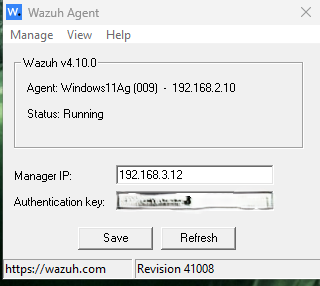 W. Wazuh Agent
Manage View Help
Wazuh v4.10.0
Agent: Windows11Ag (009) - 192.168.2.10
Status: Running
Manager IP: 192.168.3.12
Authentication key:
Save Refresh
https://wazuh.com Revision 41008